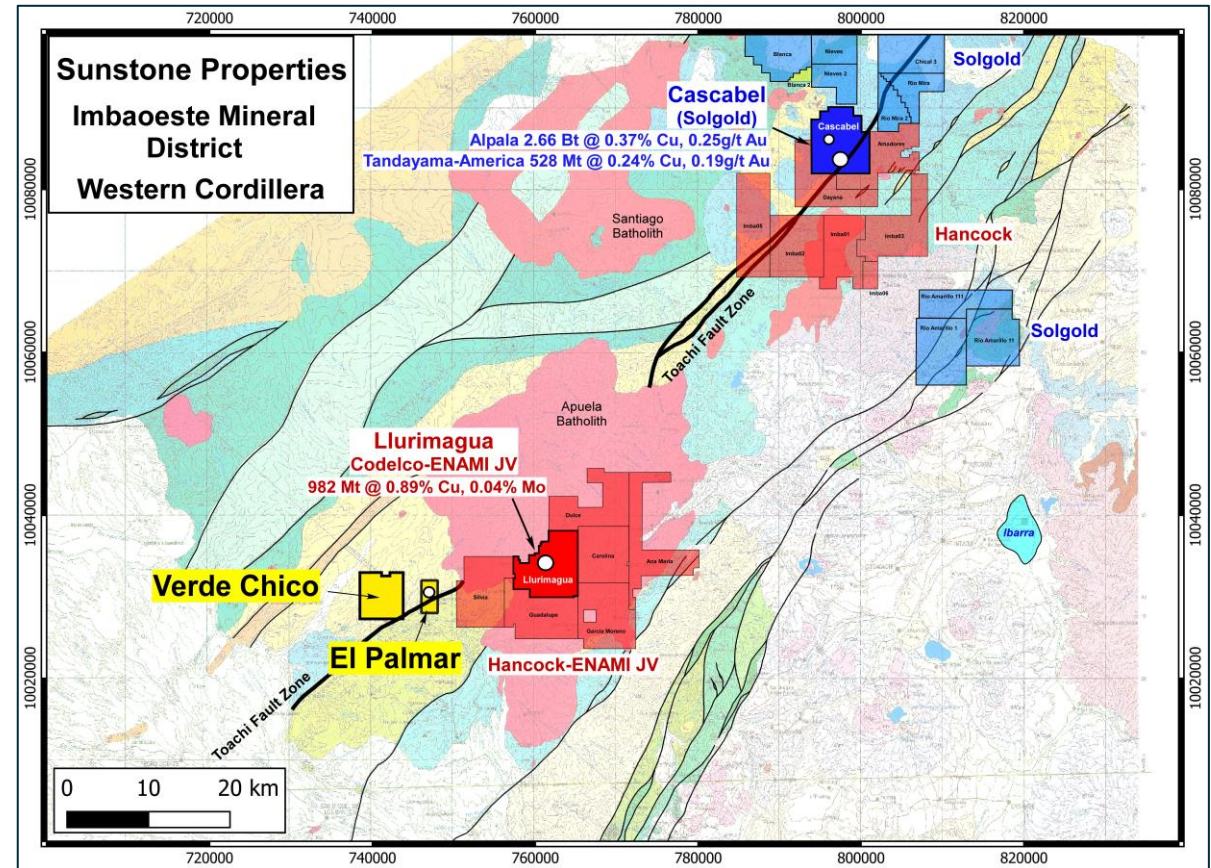 720000
740000
760000
780000
800000
820000
Sunstone Properties
Imbaoeste Mineral
District
Western Cordillera
Blanca
Nieves
Nieves 2
Blanca 2
Chical 3
Rio Mira
Rio Mira 2
Solgold
Cascabel
(Solgold)
Alpala 2.66 Bt @ 0.37% Cu, 0.25g/t Au
Tandayama-America 528 Mt @ 0.24% Cu, 0.19g/t Au
Cascabel
Amadores
Dayana
10080000
10080000
Santiago
Batholith
Imba05
Imba02
Imba01
Imba03
Imba06
Hancock
Toachi Fault Zone
Rio Amarillo 111
Rio Amarillo 1
Rio Amarillo 11
Solgold
10060000
10060000
Apuela
Batholith
Llurimagua
Codelco-ENAMI JV
982 Mt @ 0.89% Cu, 0.04% Mo
Dulce
Carolina
Ana Maria
Llurimagua
Silvia
Guadalupe
Garcia Moreno
Ibarra
10040000
10040000
Verde Chico
El Palmar
Hancock-ENAMI JV
Toachi Fault Zone
10020000
10020000
0 10 20 km
720000
740000
760000
780000
800000
820000